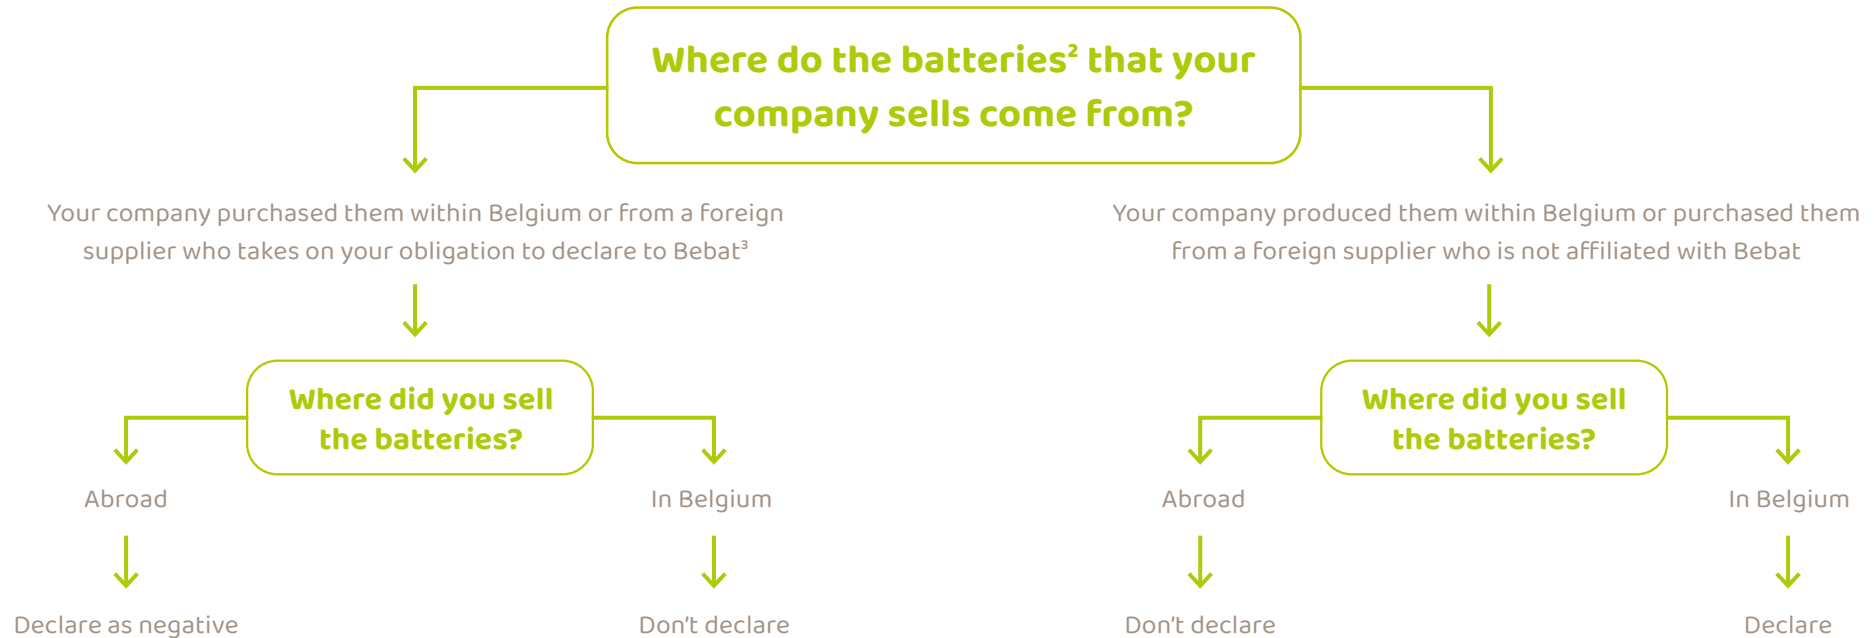 Where do the batteries² that your
company sells come from?
Your company purchased them within Belgium or from a foreign
supplier who takes on your obligation to declare to Bebat³
Your company produced them within Belgium or purchased them
from a foreign supplier who is not affiliated with Bebat
Where did you sell
the batteries?
Where did you sell
the batteries?
Abroad
In Belgium
Abroad
In Belgium
Declare as negative
Don't declare
Don't declare
Declare